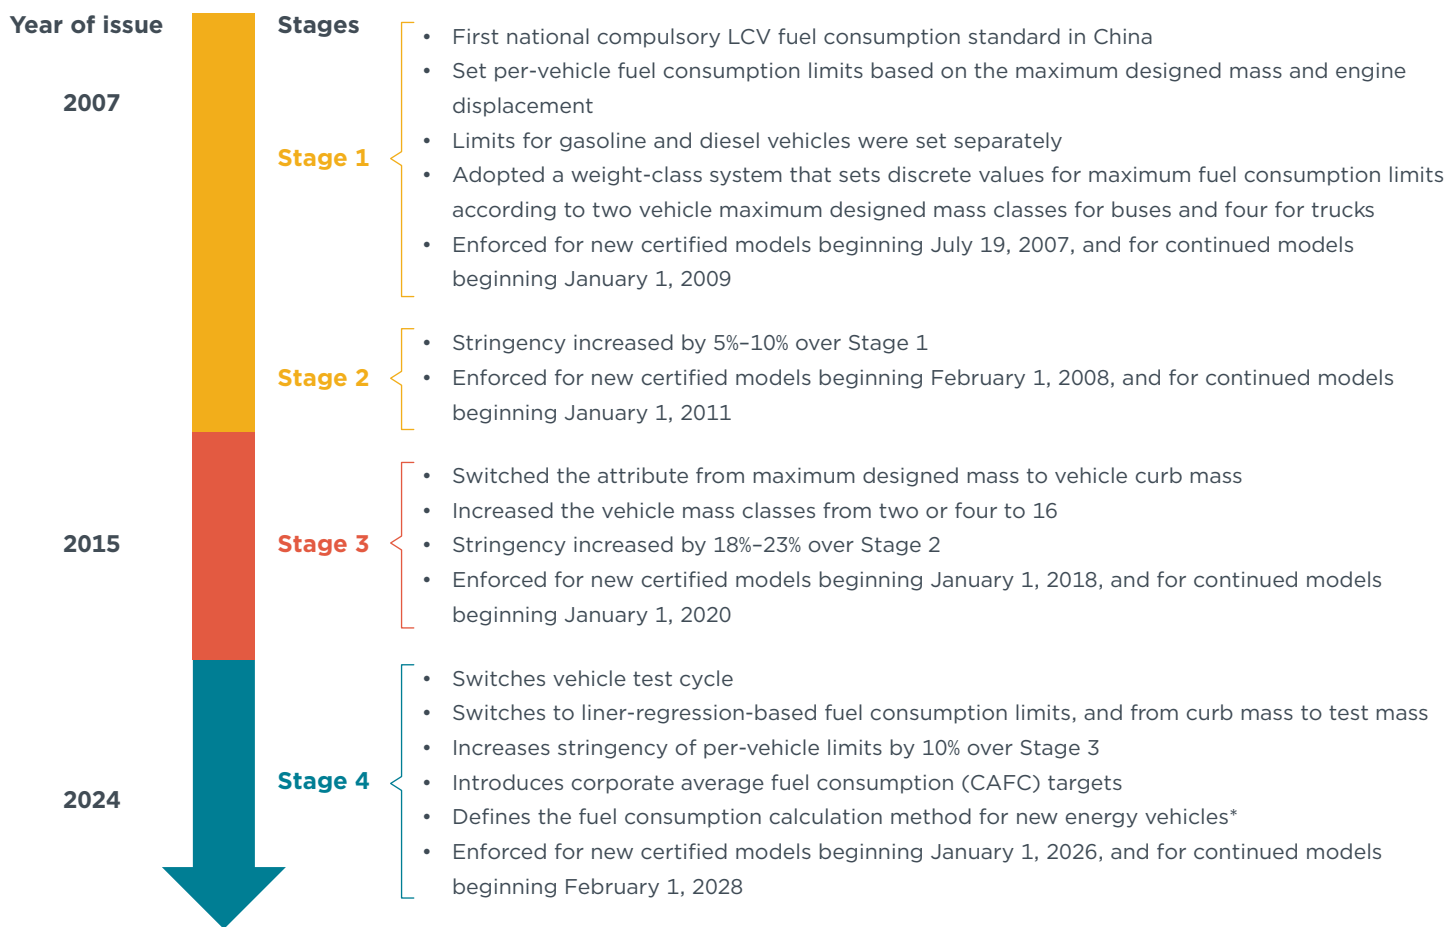 Year of issue
Stages
2007
Stage 1
• First national compulsory LCV fuel consumption standard in China
• Set per-vehicle fuel consumption limits based on the maximum designed mass and engine
displacement
• Limits for gasoline and diesel vehicles were set separately
• Adopted a weight-class system that sets discrete values for maximum fuel consumption limits
according to two vehicle maximum designed mass classes for buses and four for trucks
• Enforced for new certified models beginning July 19, 2007, and for continued models
beginning January 1, 2009
Stage 2
• Stringency increased by 5%–10% over Stage 1
• Enforced for new certified models beginning February 1, 2008, and for continued models
beginning January 1, 2011
2015
Stage 3
• Switched the attribute from maximum designed mass to vehicle curb mass
• Increased the vehicle mass classes from two or four to 16
• Stringency increased by 18%–23% over Stage 2
• Enforced for new certified models beginning January 1, 2018, and for continued models
beginning January 1, 2020
2024
Stage 4
• Switches vehicle test cycle
• Switches to liner-regression-based fuel consumption limits, and from curb mass to test mass
• Increases stringency of per-vehicle limits by 10% over Stage 3
• Introduces corporate average fuel consumption (CAFC) targets
• Defines the fuel consumption calculation method for new energy vehicles*
• Enforced for new certified models beginning January 1, 2026, and for continued models
beginning February 1, 2028